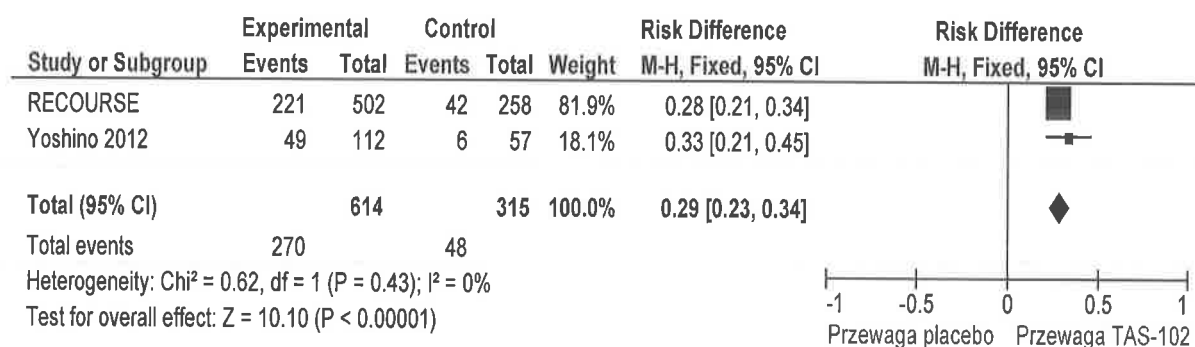 Experimental Control Risk Difference Risk Difference
Study or Subgroup Events Total Events Total Weight M-H, Fixed, 95% CI M-H, Fixed, 95% CI
RECOURSE 221 502 42 258 81.9% 0.28 [0.21, 0.34]
Yoshino 2012 49 112 6 57 18.1% 0.33 [0.21, 0.45]
Total (95% CI) 614 315 100.0% 0.29 [0.23, 0.34]
Total events 270 48
Heterogeneity: Chi² = 0.62, df = 1 (P = 0.43); I² = 0%
Test for overall effect: Z = 10.10 (P < 0.00001)
-1 -0.5 0 0.5 1
Przewaga placebo Przewaga TAS-102